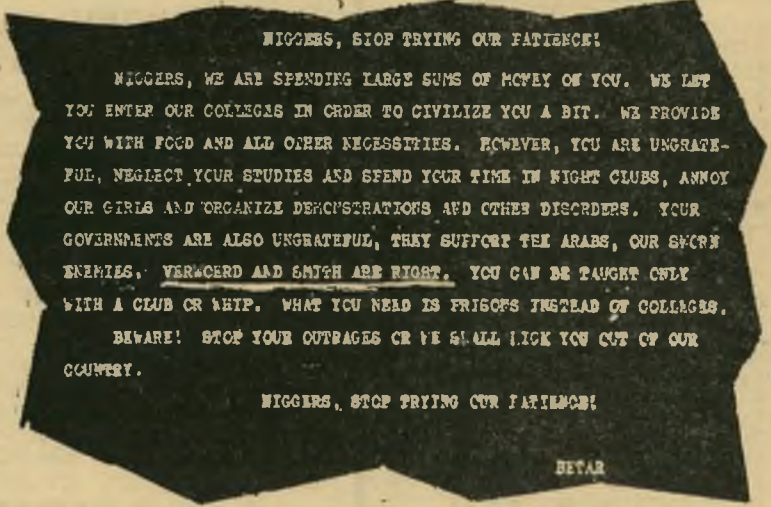 NIGGERS, STOP TRYING OUR PATIENCE!
NIGGERS, WE ARE SPENDING LARGE SUMS OF MONEY ON YOU. WE LET
YOU ENTER OUR COLLEGES IN ORDER TO CIVILIZE YOU A BIT. WE PROVIDE
YOU WITH FOOD AND ALL OTHER NECESSITIES. HOWEVER, YOU ARE UNGRATE-
FUL, NEGLECT YOUR STUDIES AND SPEND YOUR TIME IN NIGHT CLUBS, ANNOY
OUR GIRLS AND ORGANIZE DEMONSTRATIONS AND OTHER DISORDERS. YOUR
GOVERNMENTS ARE ALSO UNGRATEFUL, THEY SUPPORT THE ARABS, OUR SWORN
ENEMIES. VERWOERD AND SMITH ARE RIGHT. YOU CAN BE TAUGHT ONLY
WITH A CLUB OR WHIP. WHAT YOU NEED IS PRISONS INSTEAD OF COLLAGES.
BEWARE! STOP YOUR OUTRAGES OR WE SHALL LICK YOU OUT OF OUR
COUNTRY.
NIGGERS, STOP TRYING OUR PATIENCE!
BETAR